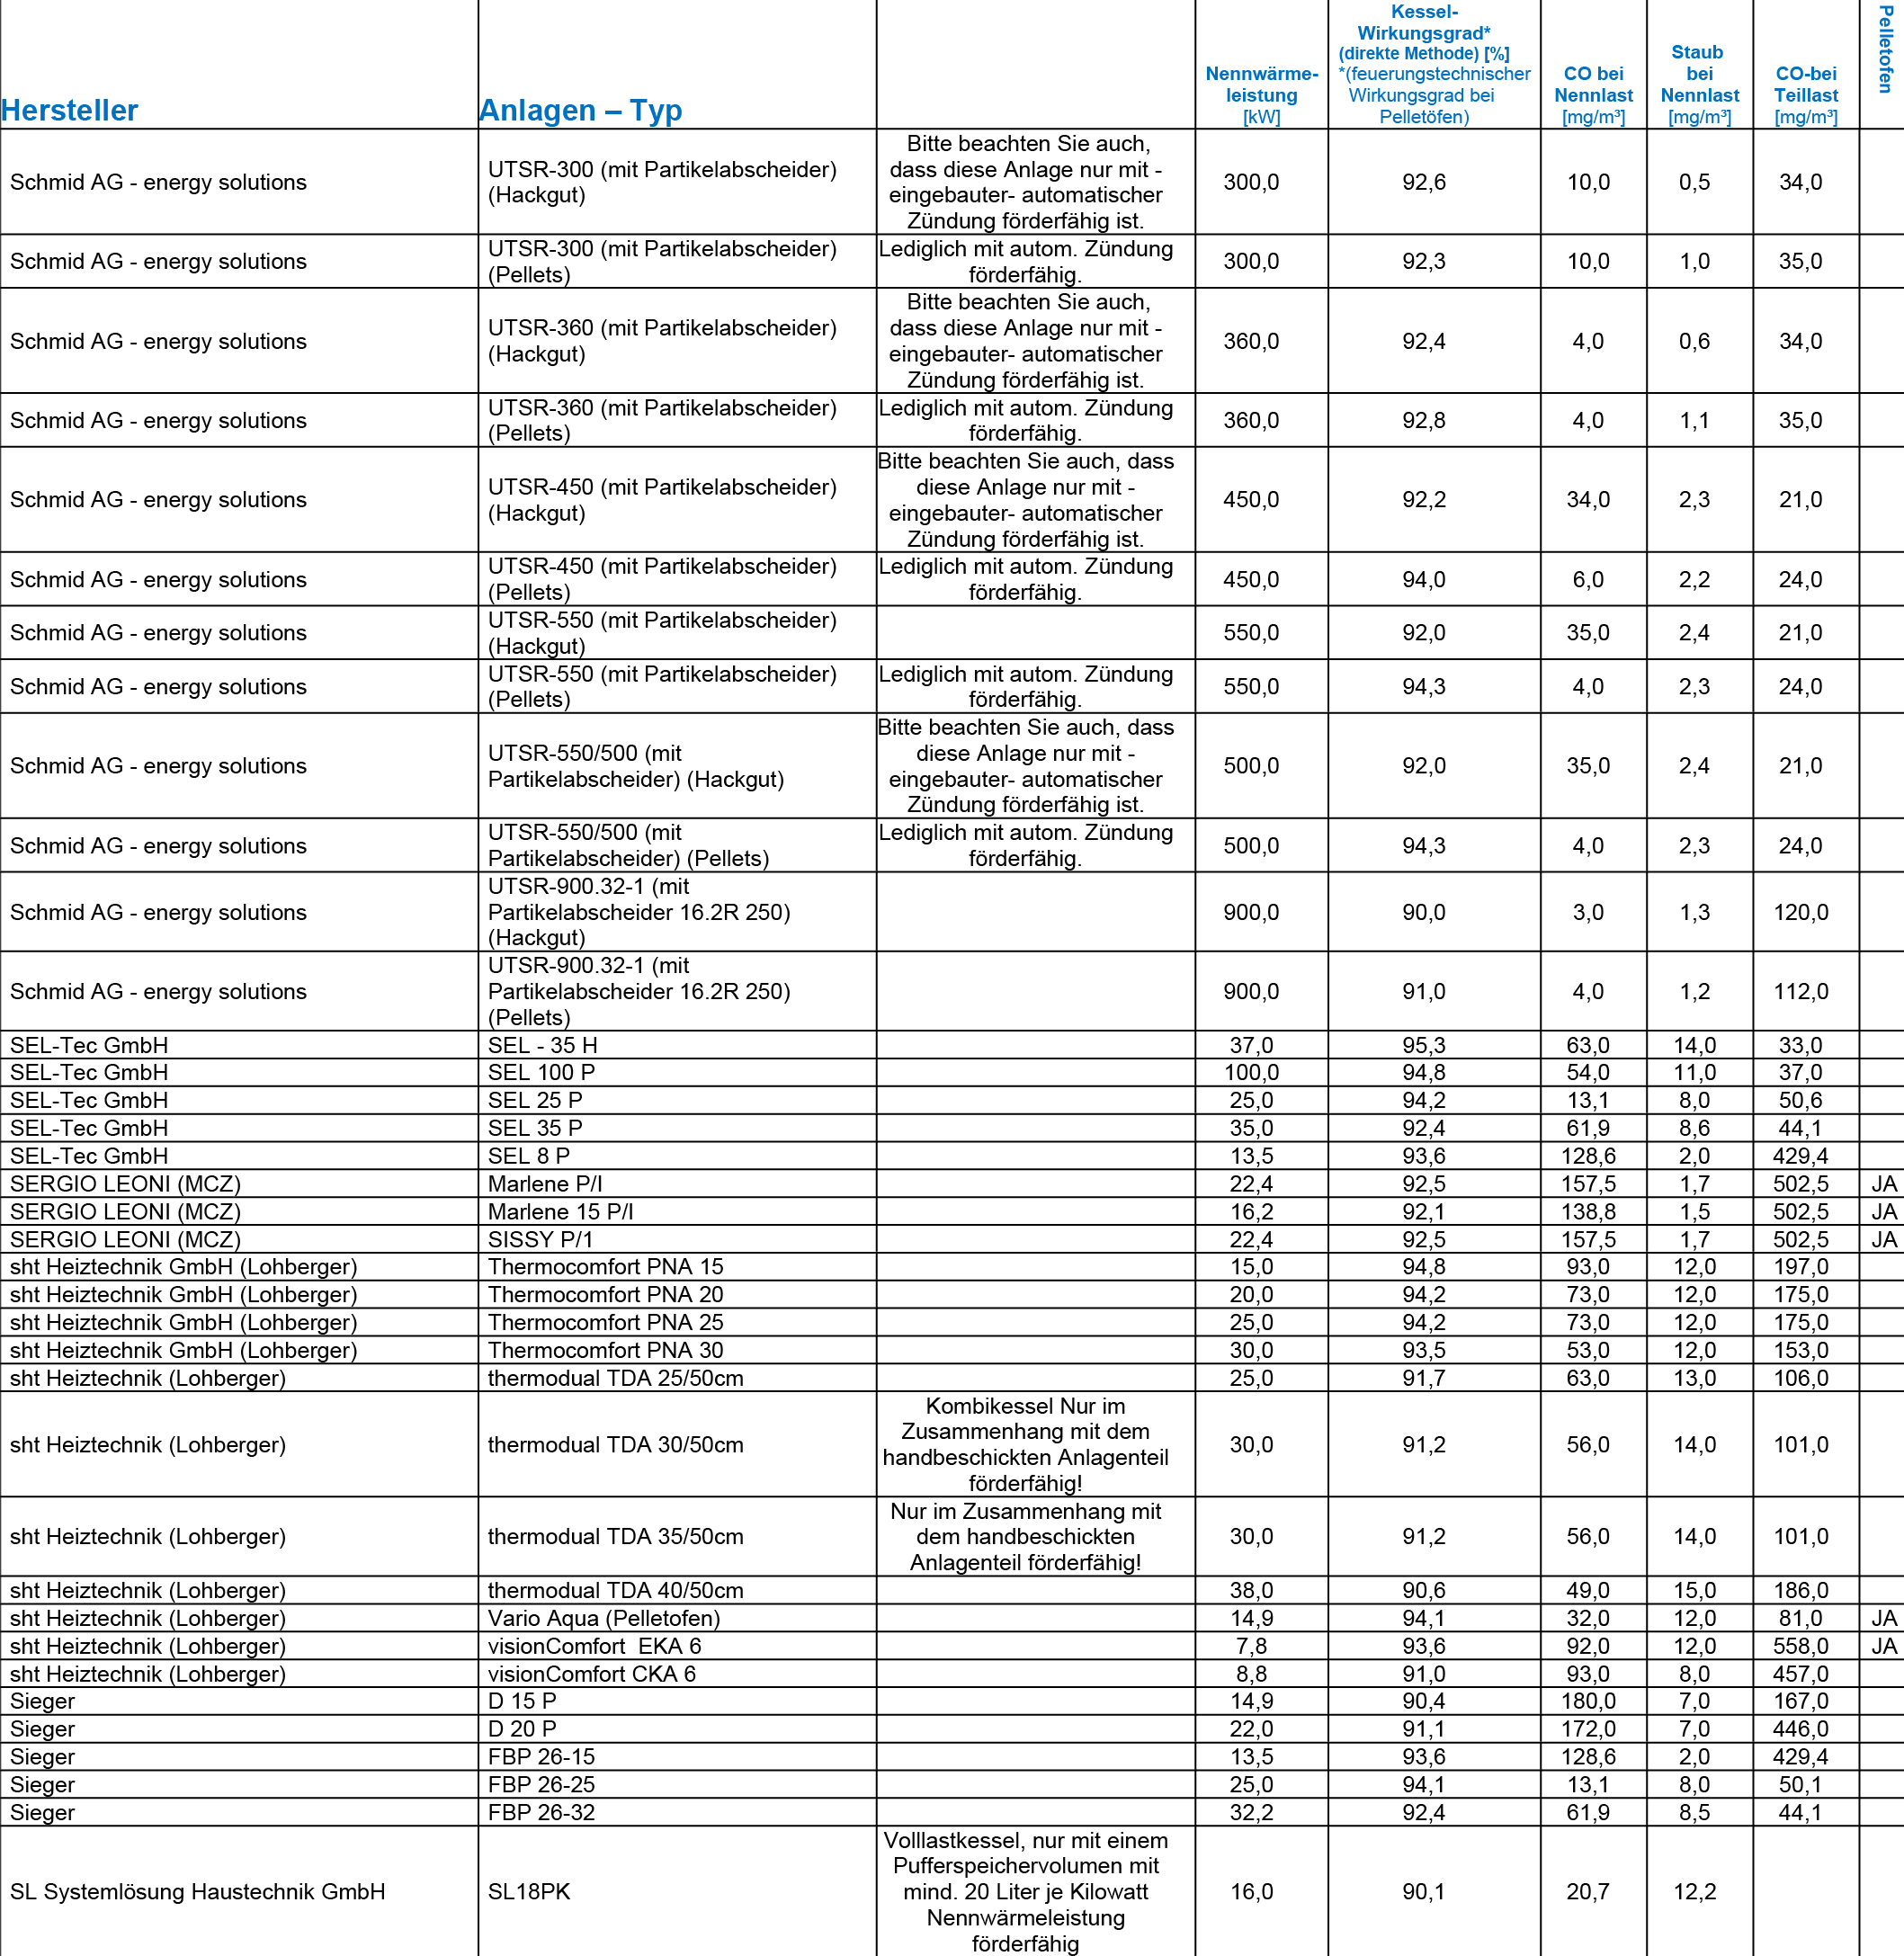 Hersteller
Anlagen – Typ
Nennwärme-
leistung
[kW]
Kessel-
Wirkungsgrad*
(direkte Methode) [%]
*(feuerungstechnischer
Wirkungsgrad bei
Pelletöfen)
CO bei
Nennlast
[mg/m³]
Staub
bei
Nennlast
[mg/m³]
CO-bei
Teillast
[mg/m³]
Pelletofen
Schmid AG - energy solutions
UTSR-300 (mit Partikelabscheider)
(Hackgut)
Bitte beachten Sie auch,
dass diese Anlage nur mit -
eingebauter- automatischer
Zündung förderfähig ist.
300,0 92,6 10,0 0,5 34,0
Schmid AG - energy solutions
UTSR-300 (mit Partikelabscheider)
(Pellets)
Lediglich mit autom. Zündung
förderfähig.
300,0 92,3 10,0 1,0 35,0
Schmid AG - energy solutions
UTSR-360 (mit Partikelabscheider)
(Hackgut)
Bitte beachten Sie auch,
dass diese Anlage nur mit -
eingebauter- automatischer
Zündung förderfähig ist.
360,0 92,4 4,0 0,6 34,0
Schmid AG - energy solutions
UTSR-360 (mit Partikelabscheider)
(Pellets)
Lediglich mit autom. Zündung
förderfähig.
360,0 92,8 4,0 1,1 35,0
Schmid AG - energy solutions
UTSR-450 (mit Partikelabscheider)
(Hackgut)
Bitte beachten Sie auch, dass
diese Anlage nur mit -
eingebauter- automatischer
Zündung förderfähig ist.
450,0 92,2 34,0 2,3 21,0
Schmid AG - energy solutions
UTSR-450 (mit Partikelabscheider)
(Pellets)
Lediglich mit autom. Zündung
förderfähig.
450,0 94,0 6,0 2,2 24,0
Schmid AG - energy solutions
UTSR-550 (mit Partikelabscheider)
(Hackgut)
550,0 92,0 35,0 2,4 21,0
Schmid AG - energy solutions
UTSR-550 (mit Partikelabscheider)
(Pellets)
Lediglich mit autom. Zündung
förderfähig.
550,0 94,3 4,0 2,3 24,0
Schmid AG - energy solutions
UTSR-550/500 (mit
Partikelabscheider) (Hackgut)
Bitte beachten Sie auch, dass
diese Anlage nur mit -
eingebauter- automatischer
Zündung förderfähig ist.
500,0 92,0 35,0 2,4 21,0
Schmid AG - energy solutions
UTSR-550/500 (mit
Partikelabscheider) (Pellets)
Lediglich mit autom. Zündung
förderfähig.
500,0 94,3 4,0 2,3 24,0
Schmid AG - energy solutions
UTSR-900.32-1 (mit
Partikelabscheider 16.2R 250)
(Hackgut)
900,0 90,0 3,0 1,3 120,0
Schmid AG - energy solutions
UTSR-900.32-1 (mit
Partikelabscheider 16.2R 250)
(Pellets)
900,0 91,0 4,0 1,2 112,0
SEL-Tec GmbH SEL - 35 H 37,0 95,3 63,0 14,0 33,0
SEL-Tec GmbH SEL 100 P 100,0 94,8 54,0 11,0 37,0
SEL-Tec GmbH SEL 25 P 25,0 94,2 13,1 8,0 50,6
SEL-Tec GmbH SEL 35 P 35,0 92,4 61,9 8,6 44,1
SEL-Tec GmbH SEL 8 P 13,5 93,6 128,6 2,0 429,4
SERGIO LEONI (MCZ) Marlene P/I 22,4 92,5 157,5 1,7 502,5 JA
SERGIO LEONI (MCZ) Marlene 15 P/I 16,2 92,1 138,8 1,5 502,5 JA
SERGIO LEONI (MCZ) SISSY P/1 22,4 92,5 157,5 1,7 502,5 JA
sht Heiztechnik GmbH (Lohberger) Thermocomfort PNA 15 15,0 94,8 93,0 12,0 197,0
sht Heiztechnik GmbH (Lohberger) Thermocomfort PNA 20 20,0 94,2 73,0 12,0 175,0
sht Heiztechnik GmbH (Lohberger) Thermocomfort PNA 25 25,0 94,2 73,0 12,0 175,0
sht Heiztechnik GmbH (Lohberger) Thermocomfort PNA 30 30,0 93,5 53,0 12,0 153,0
sht Heiztechnik (Lohberger) thermodual TDA 25/50cm 25,0 91,7 63,0 13,0 106,0
sht Heiztechnik (Lohberger)
thermodual TDA 30/50cm
Kombikessel Nur im
Zusammenhang mit dem
handbeschickten Anlagenteil
förderfähig!
30,0 91,2 56,0 14,0 101,0
sht Heiztechnik (Lohberger)
thermodual TDA 35/50cm
Nur im Zusammenhang mit
dem handbeschickten
Anlagenteil förderfähig!
30,0 91,2 56,0 14,0 101,0
sht Heiztechnik (Lohberger) thermodual TDA 40/50cm 38,0 90,6 49,0 15,0 186,0
sht Heiztechnik (Lohberger) Vario Aqua (Pelletofen) 14,9 94,1 32,0 12,0 81,0 JA
sht Heiztechnik (Lohberger) visionComfort  EKA 6 7,8 93,6 92,0 12,0 558,0 JA
sht Heiztechnik (Lohberger) visionComfort CKA 6 8,8 91,0 93,0 8,0 457,0
Sieger D 15 P 14,9 90,4 180,0 7,0 167,0
Sieger D 20 P 22,0 91,1 172,0 7,0 446,0
Sieger FBP 26-15 13,5 93,6 128,6 2,0 429,4
Sieger FBP 26-25 25,0 94,1 13,1 8,0 50,1
Sieger FBP 26-32 32,2 92,4 61,9 8,5 44,1
SL Systemlösung Haustechnik GmbH
SL18PK
Volllastkessel, nur mit einem
Pufferspeichervolumen mit
mind. 20 Liter je Kilowatt
Nennwärmeleistung
förderfähig
16,0 90,1 20,7 12,2